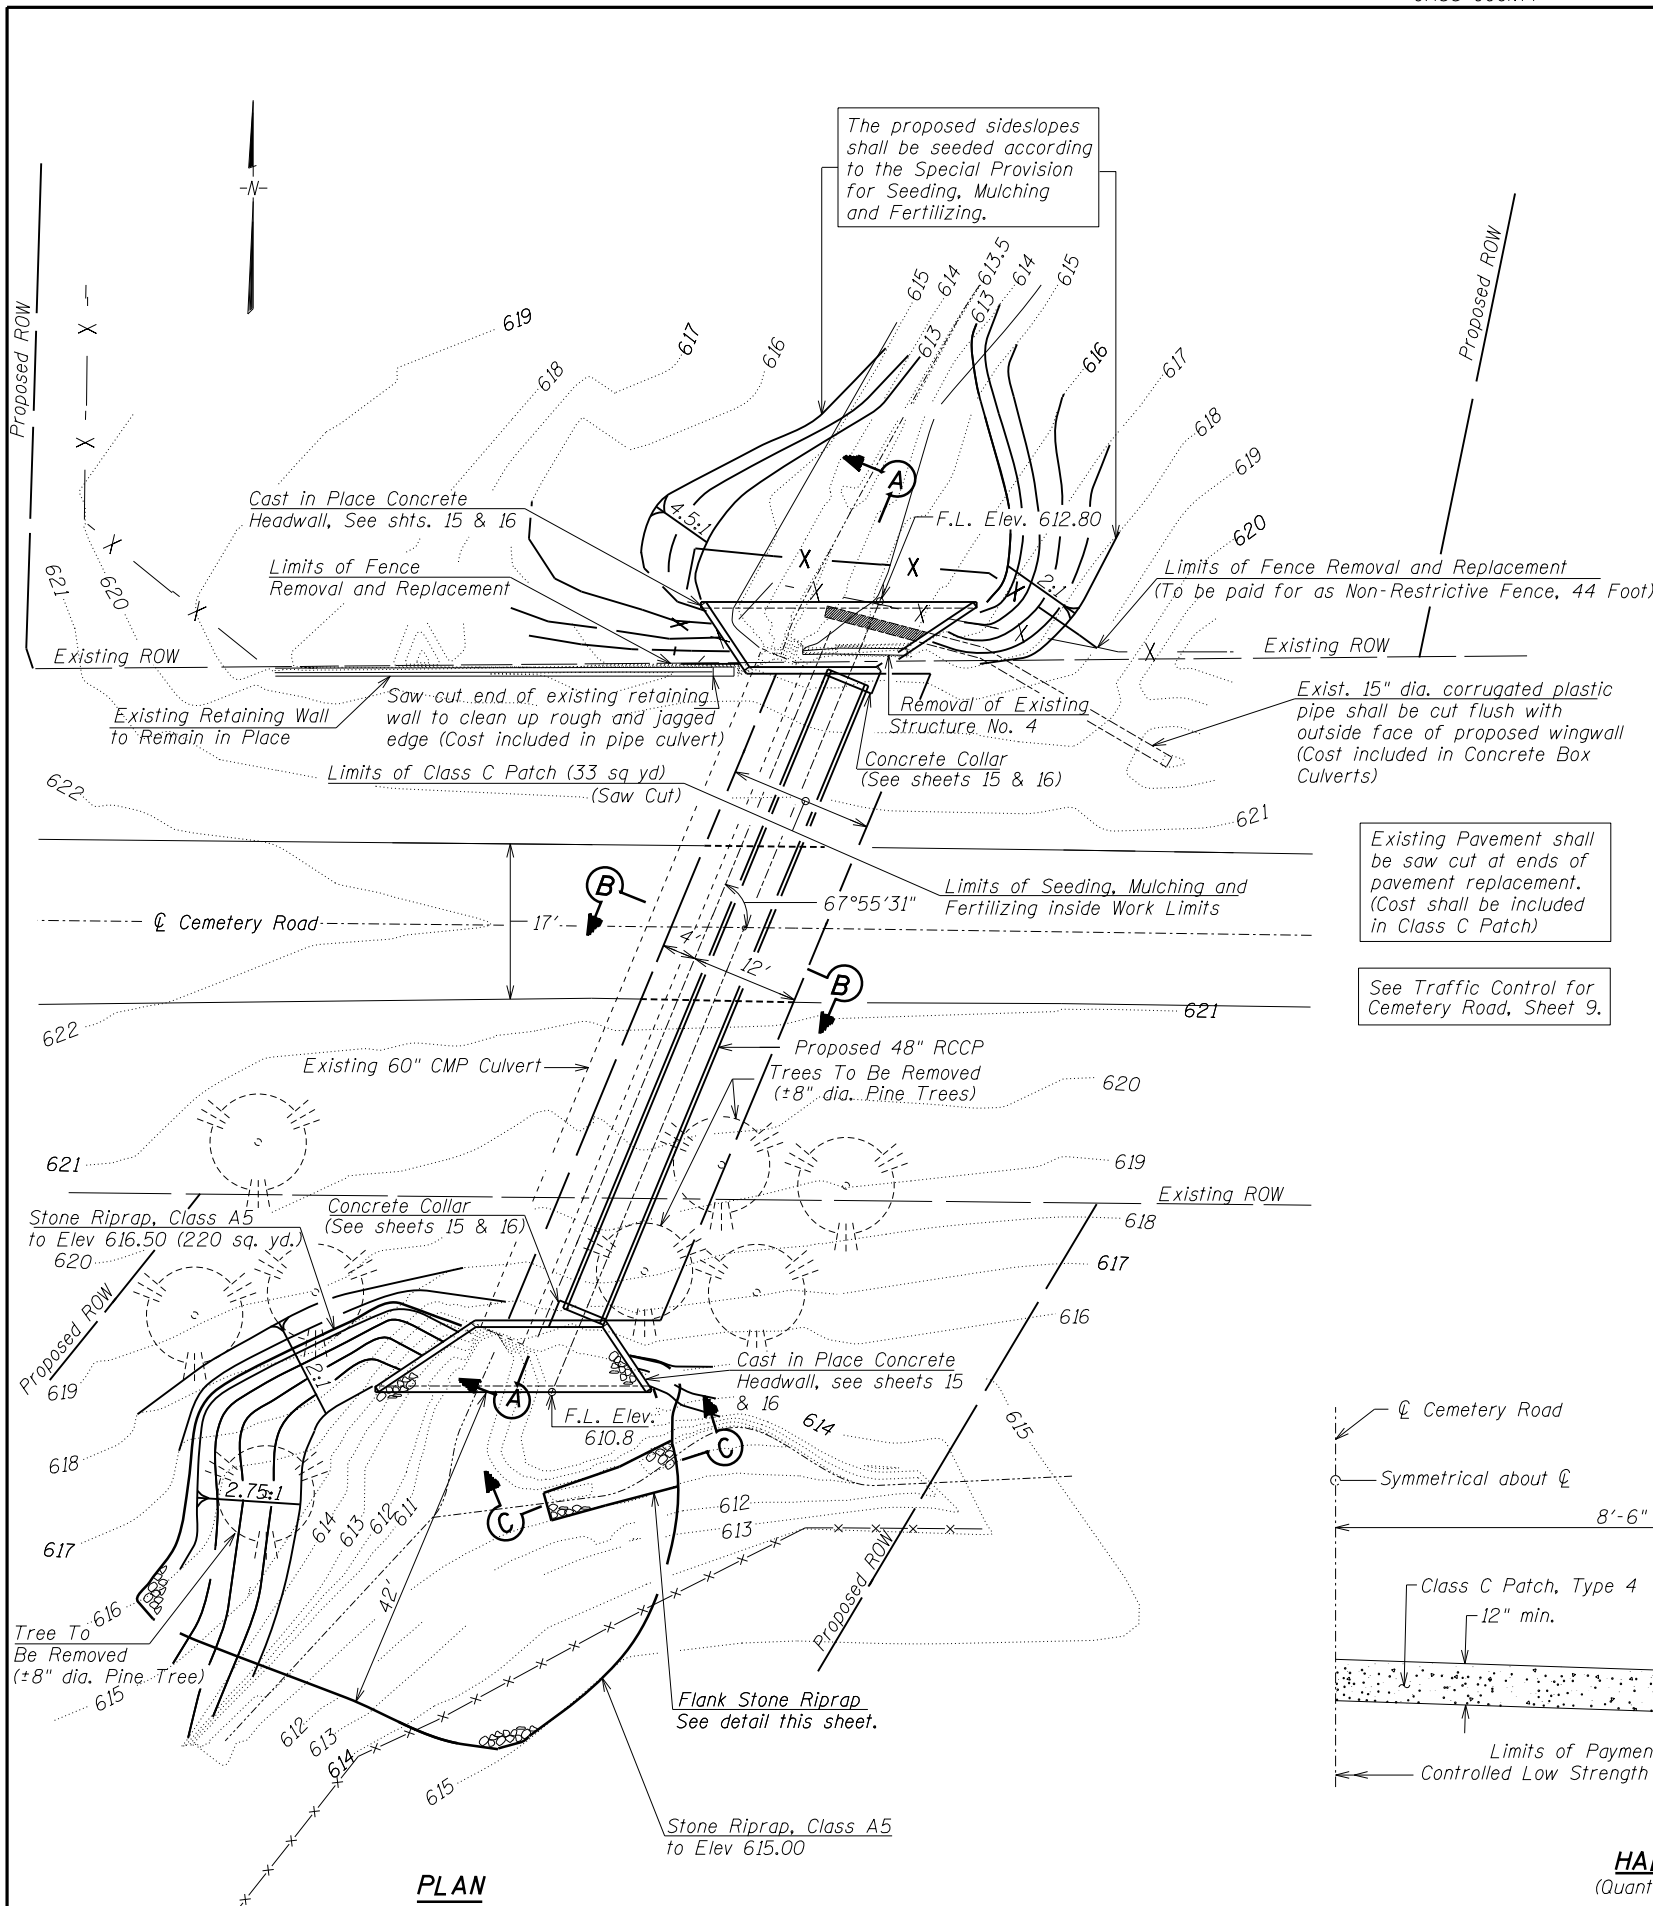 The proposed sideslopes
shall be seeded according
to the Special Provision
for Seeding, Mulching
and Fertilizing.
-N-
Proposed ROW
Proposed ROW
619
618
617
616
615
614
613.5
613
613
614
615
616
617
618
619
620
621
620
A
4.5:1
2:1
F.L. Elev. 612.80
Cast in Place Concrete
Headwall, See shts. 15 & 16
Limits of Fence
Removal and Replacement
Limits of Fence Removal and Replacement
(To be paid for as Non-Restrictive Fence, 44 Foot)
Existing ROW
Existing ROW
Existing Retaining Wall
to Remain in Place
Saw cut end of existing retaining
wall to clean up rough and jagged
edge (Cost included in pipe culvert)
Removal of Existing
Structure No. 4
Exist. 15" dia. corrugated plastic
pipe shall be cut flush with
outside face of proposed wingwall
(Cost included in Concrete Box
Culverts)
Concrete Collar
(See sheets 15 & 16)
Limits of Class C Patch (33 sq yd)
(Saw Cut)
622
621
Existing Pavement shall
be saw cut at ends of
pavement replacement.
(Cost shall be included
in Class C Patch)
Limits of Seeding, Mulching and
Fertilizing inside Work Limits
B
67°55'31"
℄ Cemetery Road
17'
4'
12'
B
See Traffic Control for
Cemetery Road, Sheet 9.
622
621
Existing 60" CMP Culvert
Proposed 48" RCCP
Trees To Be Removed
(±8" dia. Pine Trees)
620
621
619
Existing ROW
Stone Riprap, Class A5
to Elev 616.50 (220 sq. yd.)
Concrete Collar
(See sheets 15 & 16)
618
620
617
Proposed ROW
616
619
2:1
Cast in Place Concrete
Headwall, see sheets 15
& 16
A
F.L. Elev.
610.8
614
615
℄ Cemetery Road
618
C
Symmetrical about ℄
2.75:1
614
613
612
611
C
612
613
8'-6"
617
Proposed ROW
42'
616
Class C Patch, Type 4
12" min.
Tree To
Be Removed
(±8" dia. Pine Tree)
615
612
613
614
615
Flank Stone Riprap
See detail this sheet.
Controlled Low Strength
Limits of
Stone Riprap, Class A5
to Elev 615.00
PLAN